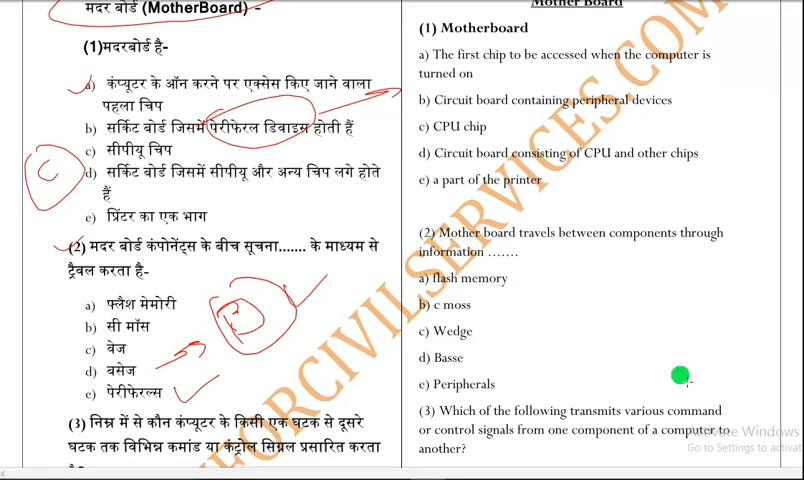 मदर बोर्ड (MotherBoard) -
(1)मदरबोर्ड है-
a) कंप्यूटर के ऑन करने पर एक्सेस किए जाने वाला
पहला चिप
b) सर्किट बोर्ड जिसमें पेरीफेरल डिवाइस होती हैं
c) सीपीयू चिप
d) सर्किट बोर्ड जिसमें सीपीयू और अन्य चिप लगे होते
हैं
e) प्रिंटर का एक भाग
(2) मदर बोर्ड कंपोनेंट्स के बीच सूचना....... के माध्यम से
ट्रैवल करता है-
a) फ्लैश मेमोरी
b) सी मॉस
c) वेज
d) बसेज
e) पेरीफेरल्स
(3) निम्न में से कौन कंप्यूटर के किसी एक घटक से दूसरे
घटक तक विभिन्न कमांड या कंट्रोल सिग्नल प्रसारित करता
C
D
Mother Board
(1) Motherboard
a) The first chip to be accessed when the computer is
turned on
b) Circuit board containing peripheral devices
c) CPU chip
d) Circuit board consisting of CPU and other chips
e) a part of the printer
(2) Mother board travels between components through
information …….
a) flash memory
b) c moss
c) Wedge
d) Basse
e) Peripherals
(3) Which of the following transmits various command
or control signals from one component of a computer to
another?
Activate Windows
Go to Settings to activat
FORCIVILSERVICES.COM